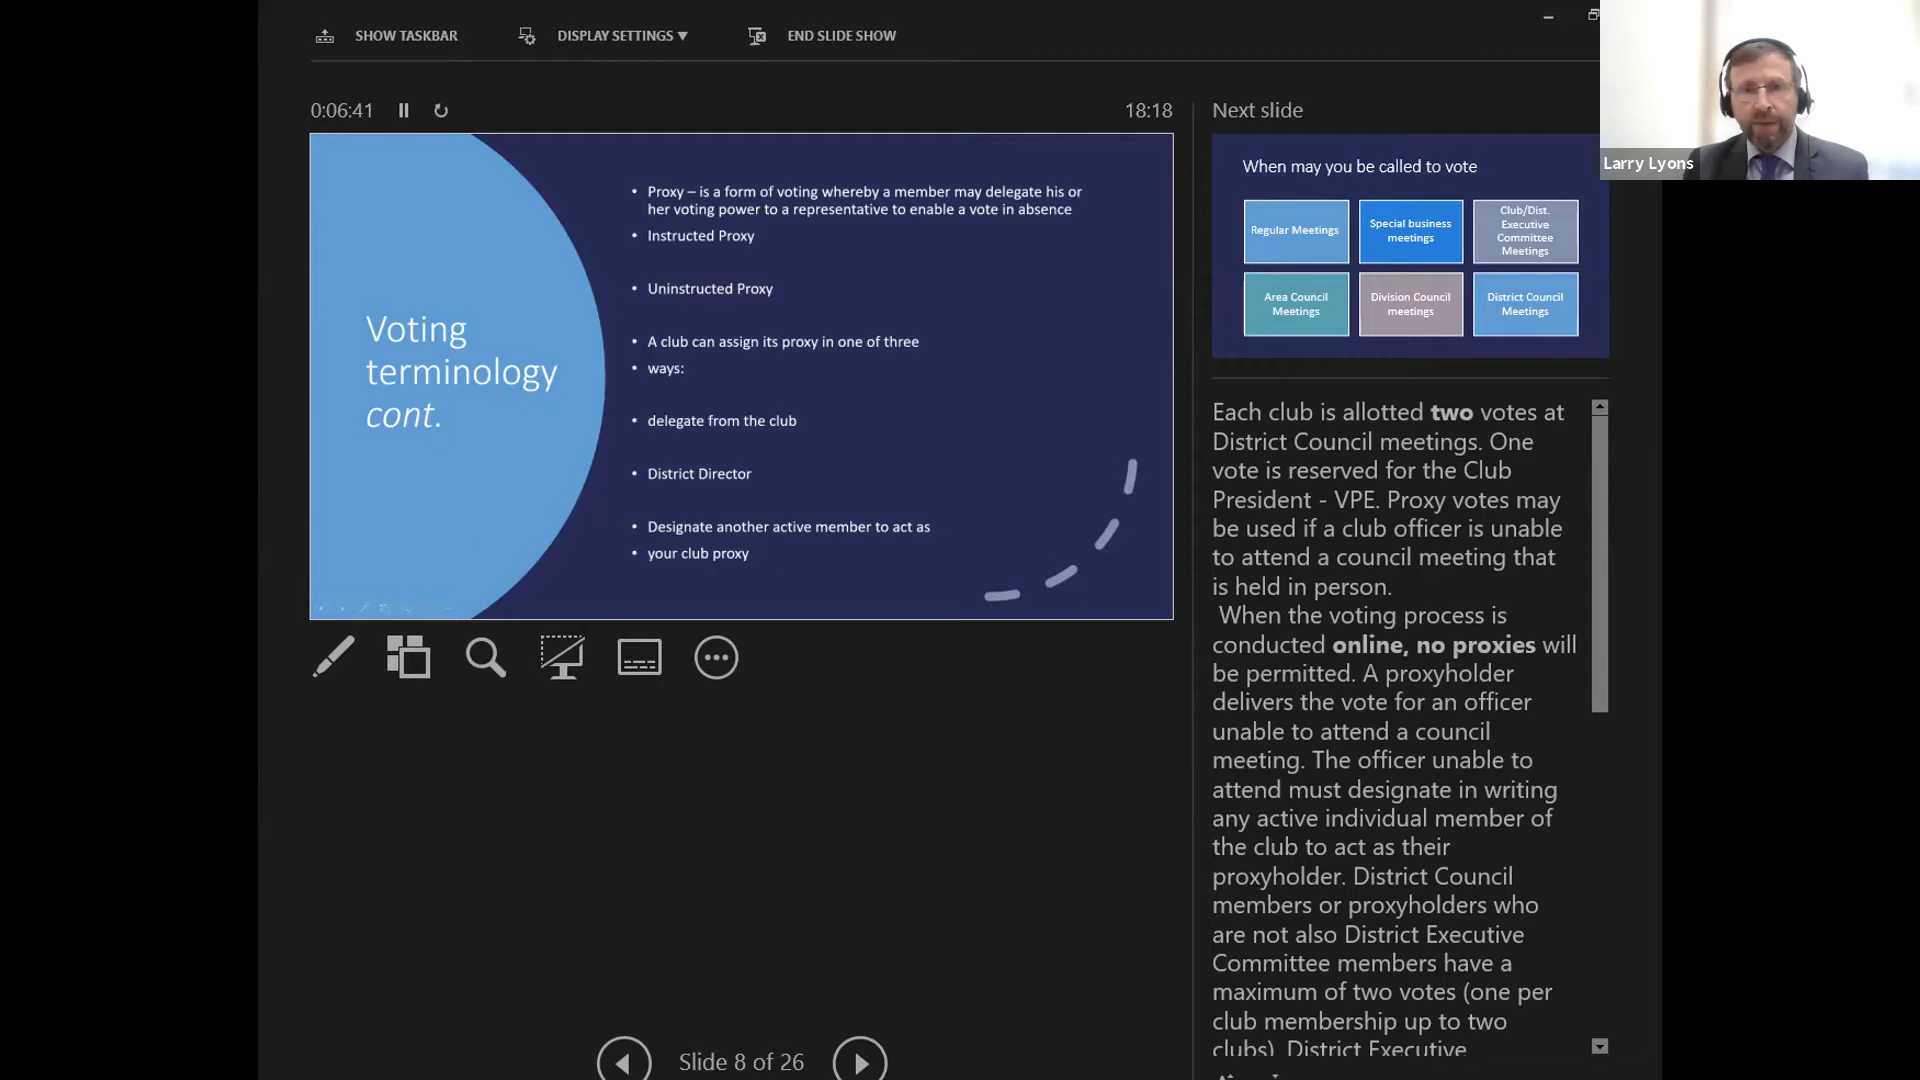 SHOW TASKBAR
DISPLAY SETTINGS ▼
END SLIDE SHOW
0:06:41
18:18
Next slide
Larry Lyons
Voting
terminology
cont.
• Proxy – is a form of voting whereby a member may delegate his or
her voting power to a representative to enable a vote in absence
• Instructed Proxy
• Uninstructed Proxy
• A club can assign its proxy in one of three
• ways:
• delegate from the club
• District Director
• Designate another active member to act as
• your club proxy
When may you be called to vote
Regular Meetings
Special business
meetings
Club/Dist.
Executive
Committee
Meetings
Area Council
Meetings
Division Council
meetings
District Council
Meetings
Each club is allotted two votes at
District Council meetings. One
vote is reserved for the Club
President - VPE. Proxy votes may
be used if a club officer is unable
to attend a council meeting that
is held in person.
When the voting process is
conducted online, no proxies will
be permitted. A proxyholder
delivers the vote for an officer
unable to attend a council
meeting. The officer unable to
attend must designate in writing
any active individual member of
the club to act as their
proxyholder. District Council
members or proxyholders who
are not also District Executive
Committee members have a
maximum of two votes (one per
club membership up to two
clubs). District Executive
Slide 8 of 26